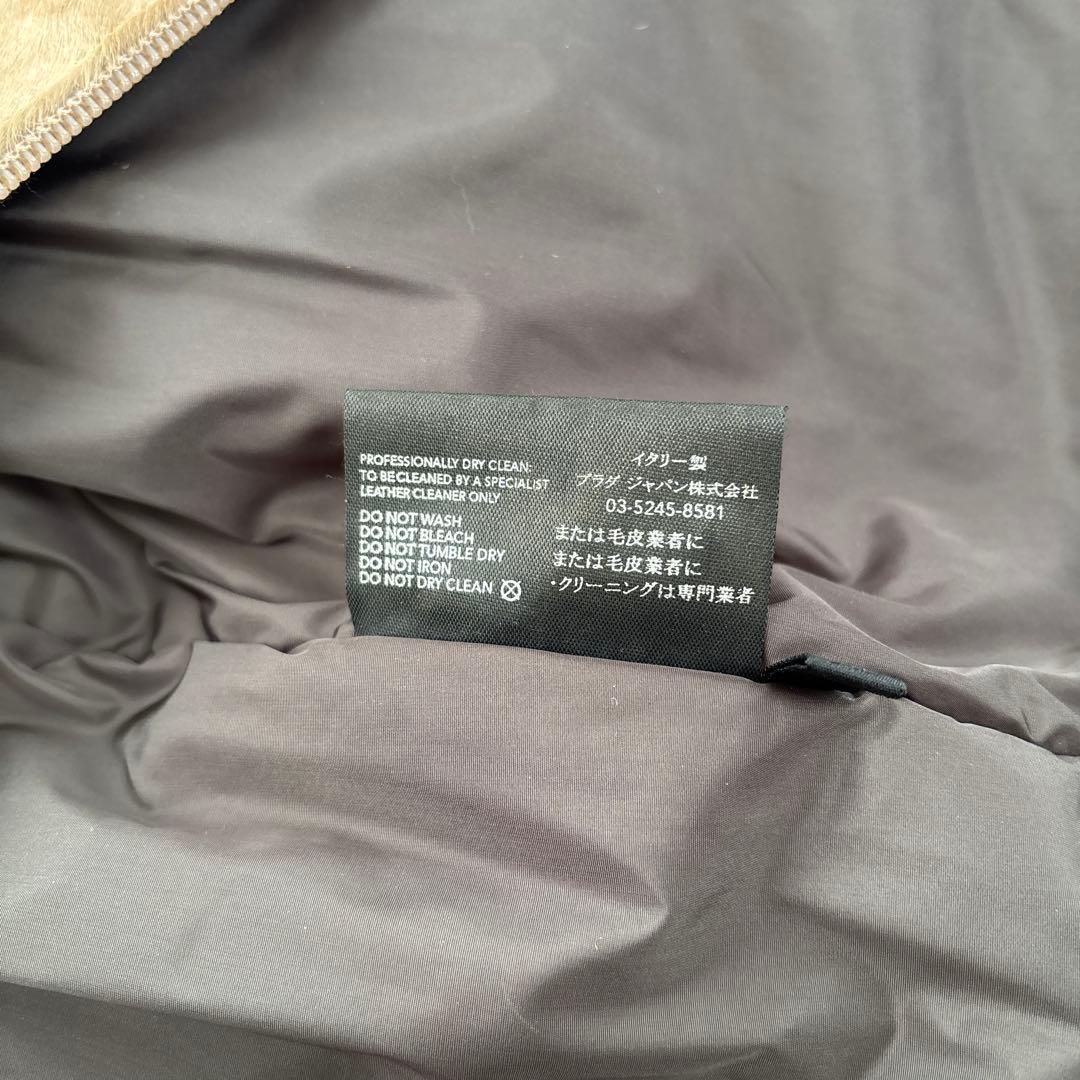 PROFESSIONALLY DRY CLEAN:
TO BE CLEANED BY A SPECIALIST
LEATHER CLEANER ONLY
DO NOT WASH
DO NOT BLEACH
DO NOT TUMBLE DRY
DO NOT IRON
DO NOT DRY CLEAN
イタリー製
プラダ ジャパン株式会社
03-5245-8581
または毛皮業者に
または毛皮業者に
・クリーニングは専門業者